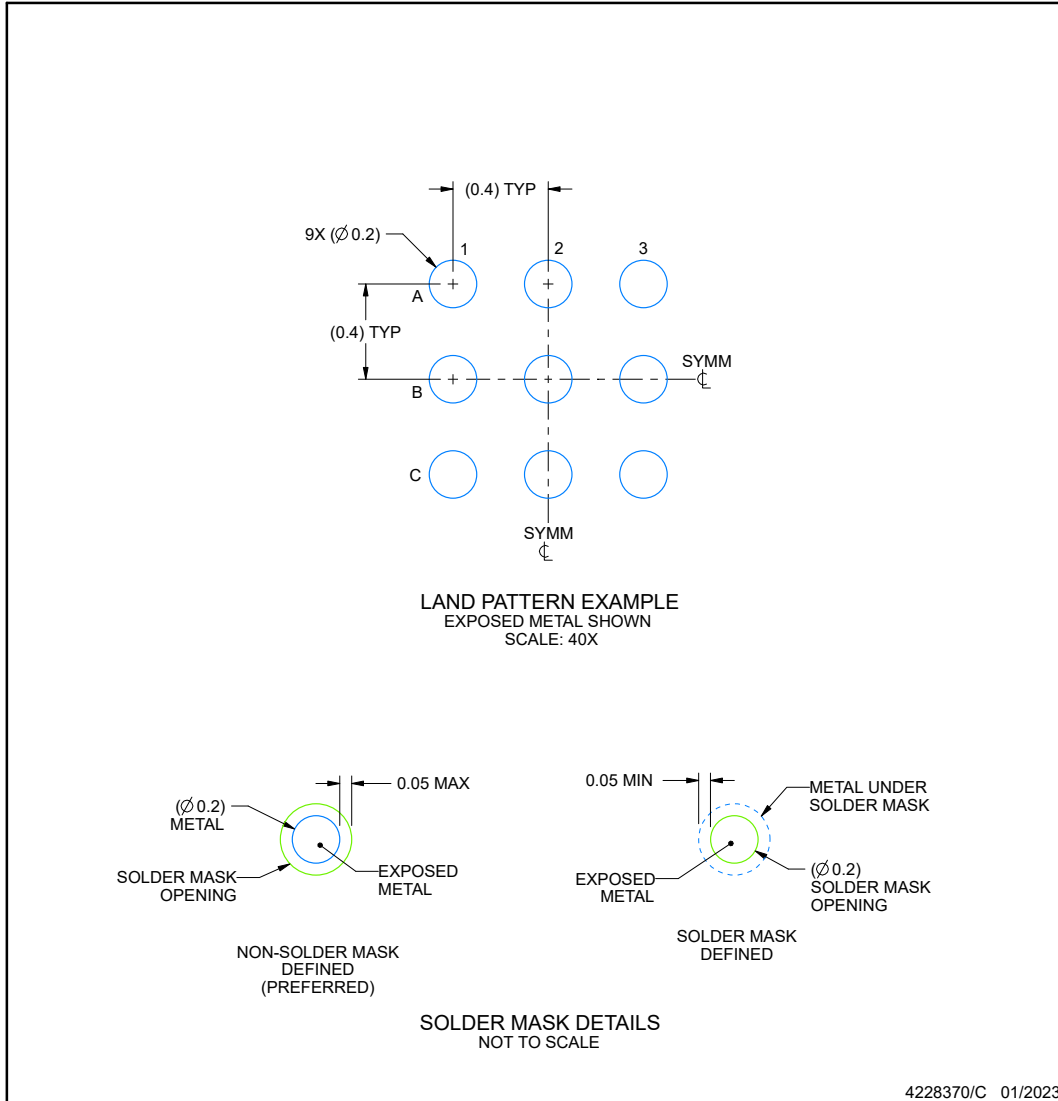 (0.4) TYP
9X (∅ 0.2)
1
2
3
A
(0.4) TYP
SYMM
℄
B
C
SYMM
℄
LAND PATTERN EXAMPLE
EXPOSED METAL SHOWN
SCALE: 40X
0.05 MAX
(∅ 0.2)
METAL
SOLDER MASK
OPENING
EXPOSED
METAL
NON-SOLDER MASK
DEFINED
(PREFERRED)
0.05 MIN
METAL UNDER
SOLDER MASK
EXPOSED
METAL
(∅ 0.2)
SOLDER MASK
OPENING
SOLDER MASK
DEFINED
SOLDER MASK DETAILS
NOT TO SCALE
4228370/C 01/2023